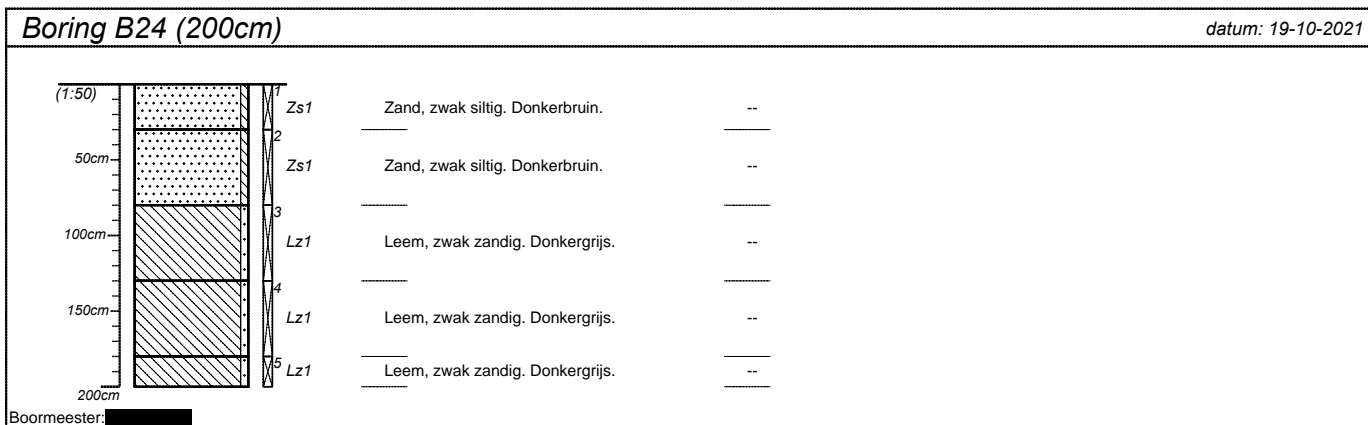 Boring B24 (200cm) datum: 19-10-2021
(1:50)
1 Zs1 Zand, zwak siltig. Donkerbruin. --
2
50cm Zs1 Zand, zwak siltig. Donkerbruin. --
3
100cm Lz1 Leem, zwak zandig. Donkergrijs. --
4
150cm Lz1 Leem, zwak zandig. Donkergrijs. --
5 Lz1 Leem, zwak zandig. Donkergrijs. --
200cm
Boormeester: